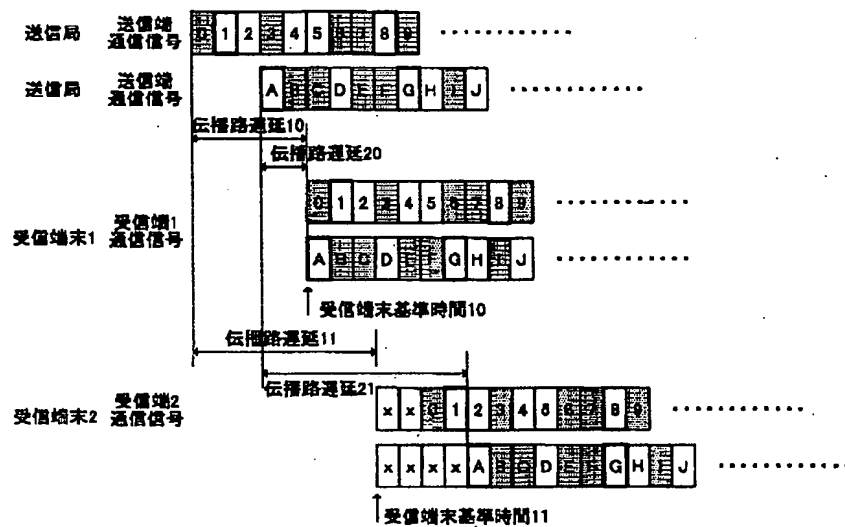 送信局 送信端 通信信号 0 1 2 3 4 5 6 7 8 9
送信局 送信端 通信信号 A B C D E F G H I J
伝播路遅延10
伝播路遅延20
受信端末1 受信端1 通信信号 0 1 2 3 4 5 6 7 8 9
A B C D E F G H I J
受信端末基準時間10
伝播路遅延11
伝播路遅延21
受信端末2 受信端2 通信信号 x x 0 1 2 3 4 5 6 7 8 9
x x x x A B C D E F G H I J
受信端末基準時間11